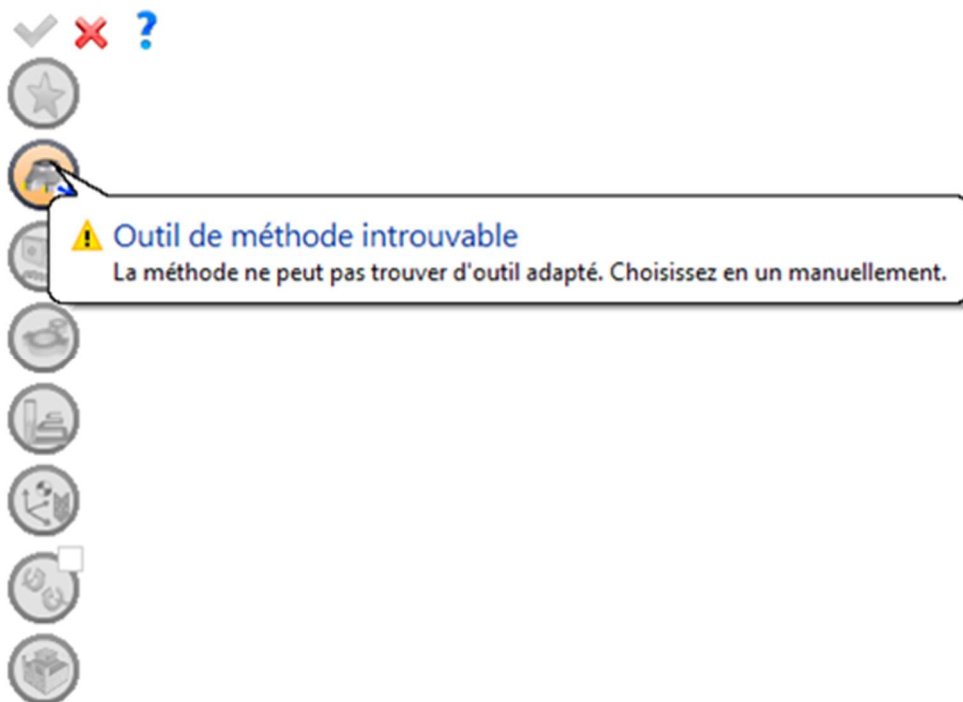 ?
Outil de méthode introuvable
La méthode ne peut pas trouver d'outil adapté. Choisissez en un manuellement.